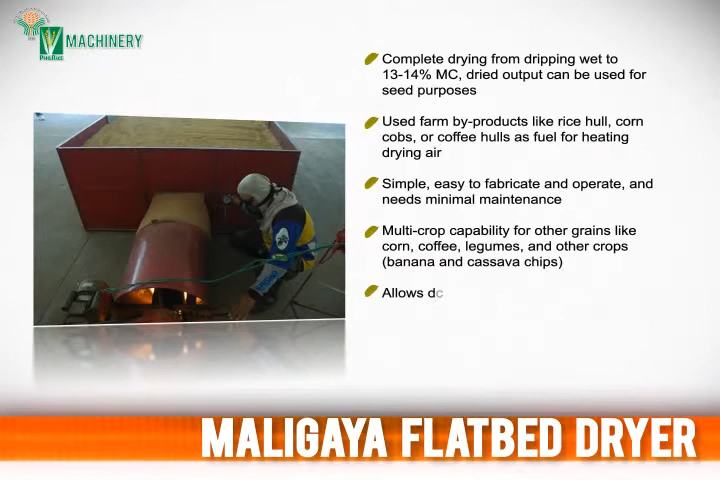 PhilRice
MACHINERY
Complete drying from dripping wet to
13-14% MC, dried output can be used for
seed purposes
Used farm by-products like rice hull, corn
cobs, or coffee hulls as fuel for heating
drying air
Simple, easy to fabricate and operate, and
needs minimal maintenance
Multi-crop capability for other grains like
corn, coffee, legumes, and other crops
(banana and cassava chips)
Allows dc
MALIGAYA FLATBED DRYER